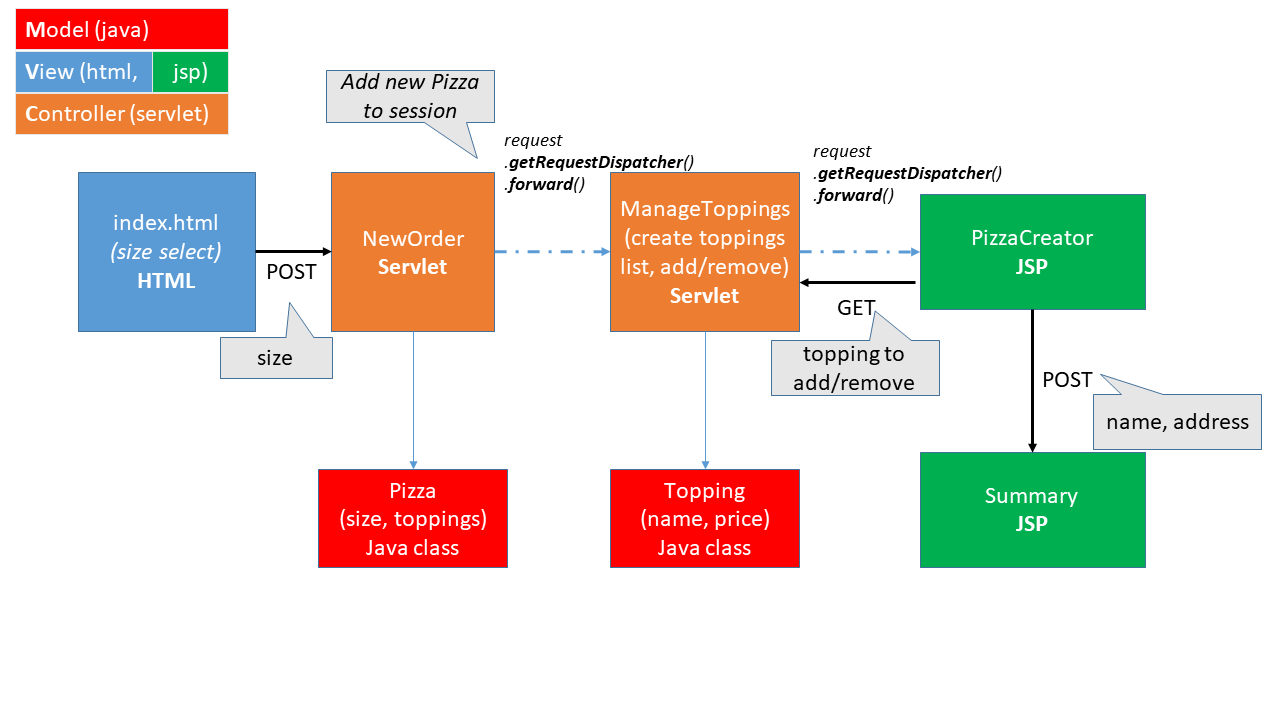 Model (java)
View (html,
jsp)
Controller (servlet)
Add new Pizza
to session
request
.getRequestDispatcher()
.forward()
request
.getRequestDispatcher()
.forward()
index.html
(size select)
HTML
POST
size
NewOrder
Servlet
ManageToppings
(create toppings
list, add/remove)
Servlet
PizzaCreator
JSP
GET
topping to
add/remove
POST
name, address
Pizza
(size, toppings)
Java class
Topping
(name, price)
Java class
Summary
JSP